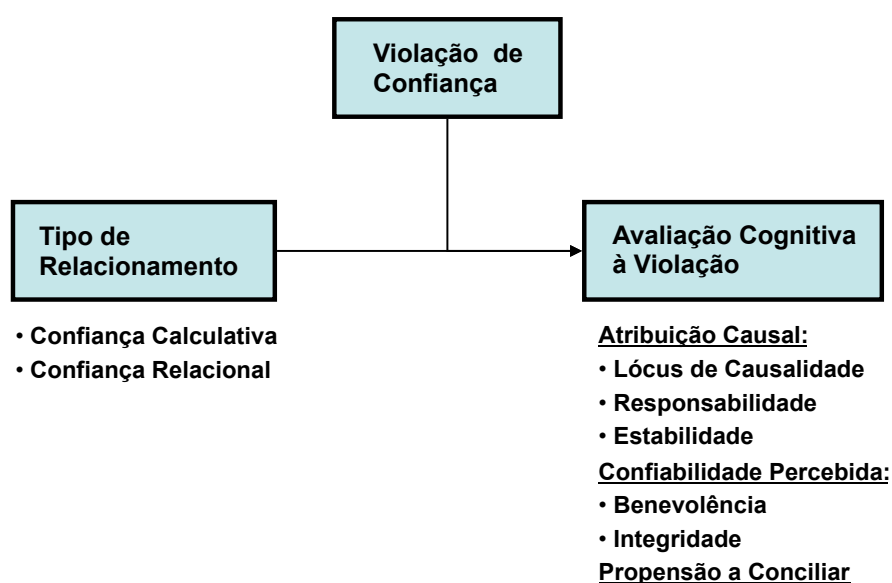 Violação de
Confiança
Tipo de
Relacionamento
Avaliação Cognitiva
à Violação
• Confiança Calculativa
• Confiança Relacional
Atribuição Causal:
• Lócus de Causalidade
• Responsabilidade
• Estabilidade
Confiabilidade Percebida:
• Benevolência
• Integridade
Propensão a Conciliar